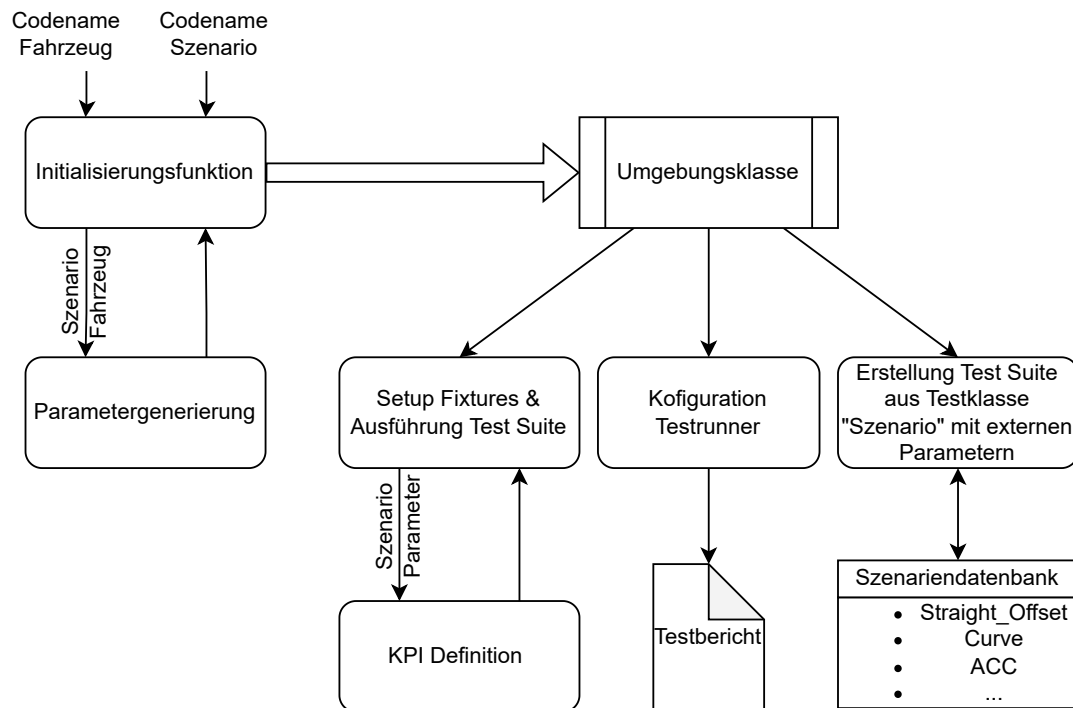 Codename
Fahrzeug
Codename
Szenario
Initialisierungsfunktion
Umgebungsklasse
Szenario
Fahrzeug
Parametergenerierung
Setup Fixtures &
Ausführung Test Suite
Kofiguration
Testrunner
Erstellung Test Suite
aus Testklasse
"Szenario" mit externen
Parametern
Szenario
Parameter
KPI Definition
Testbericht
Szenariendatenbank
• Straight_Offset
• Curve
• ACC
• ...